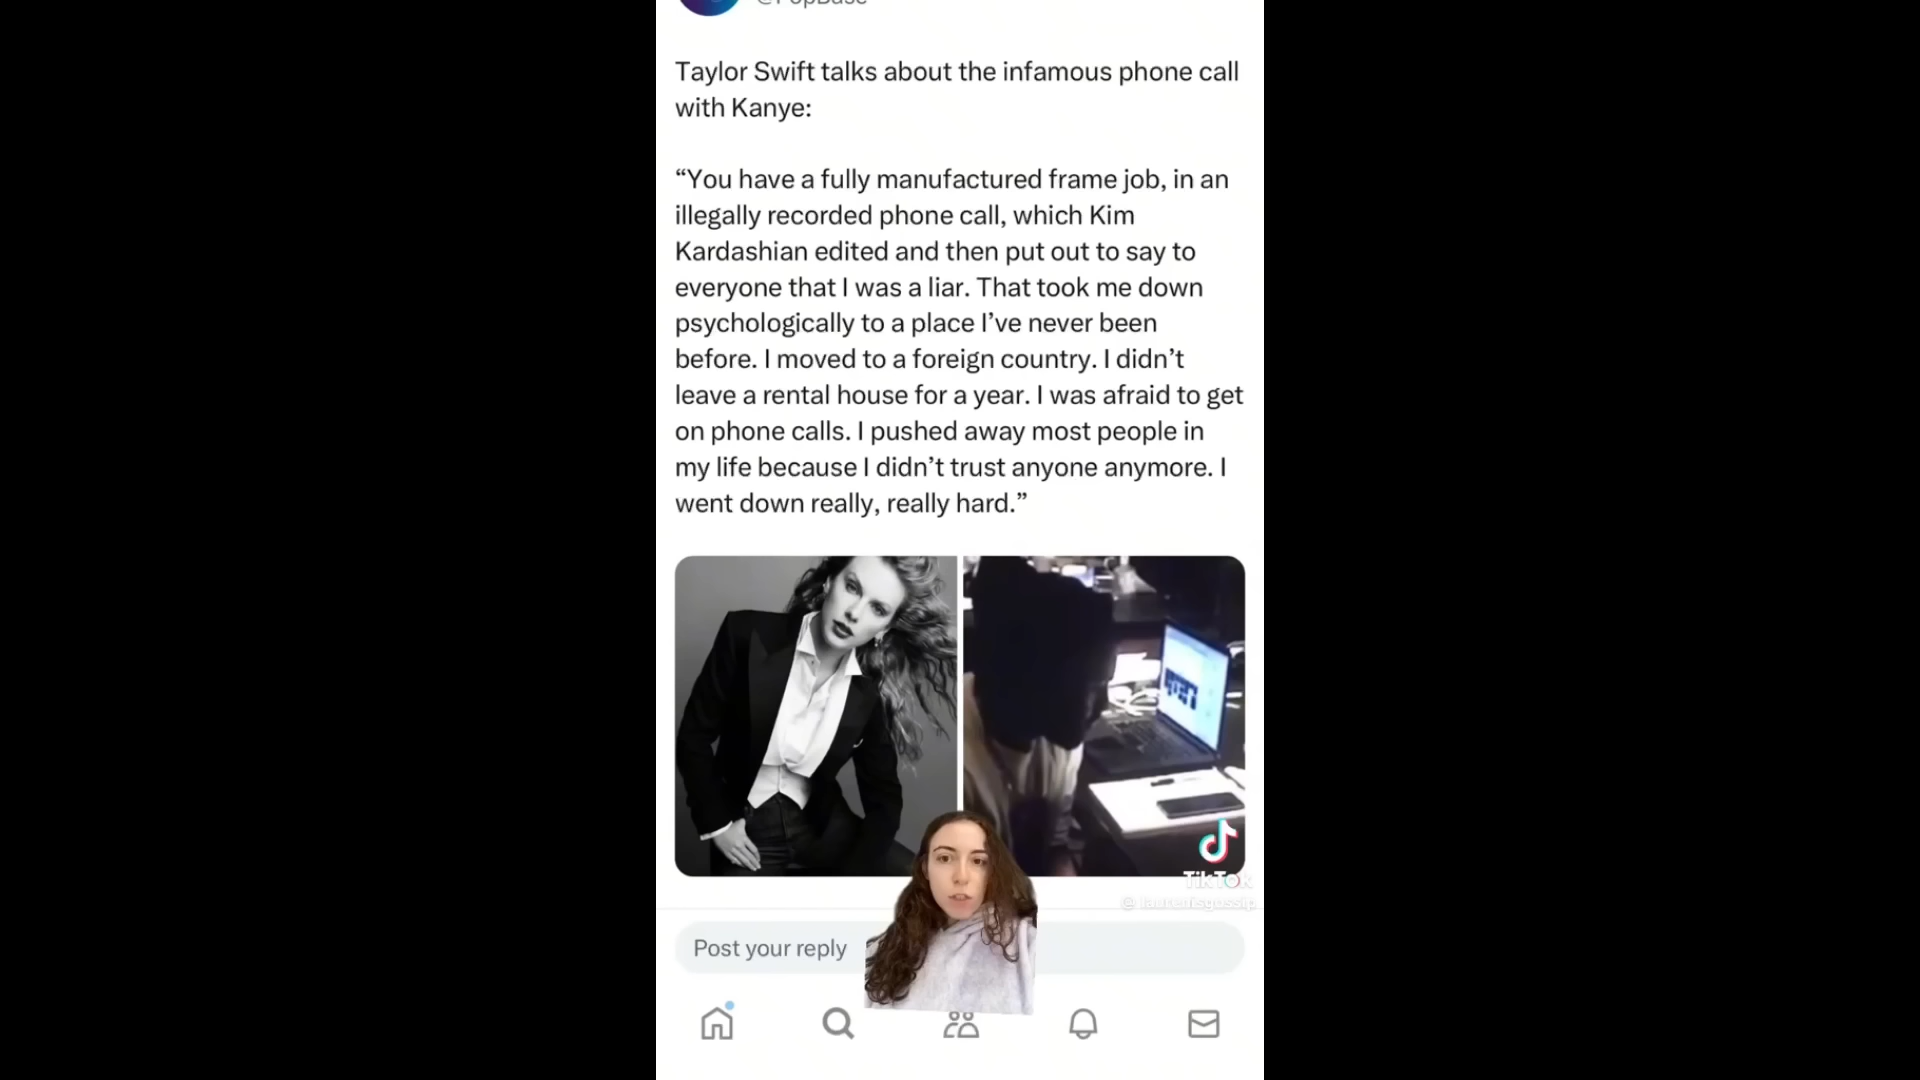 @PopBase
Taylor Swift talks about the infamous phone call
with Kanye:
“You have a fully manufactured frame job, in an
illegally recorded phone call, which Kim
Kardashian edited and then put out to say to
everyone that I was a liar. That took me down
psychologically to a place I’ve never been
before. I moved to a foreign country. I didn’t
leave a rental house for a year. I was afraid to get
on phone calls. I pushed away most people in
my life because I didn’t trust anyone anymore. I
went down really, really hard.”
TikTok
@laurenlsgossip
Post your reply